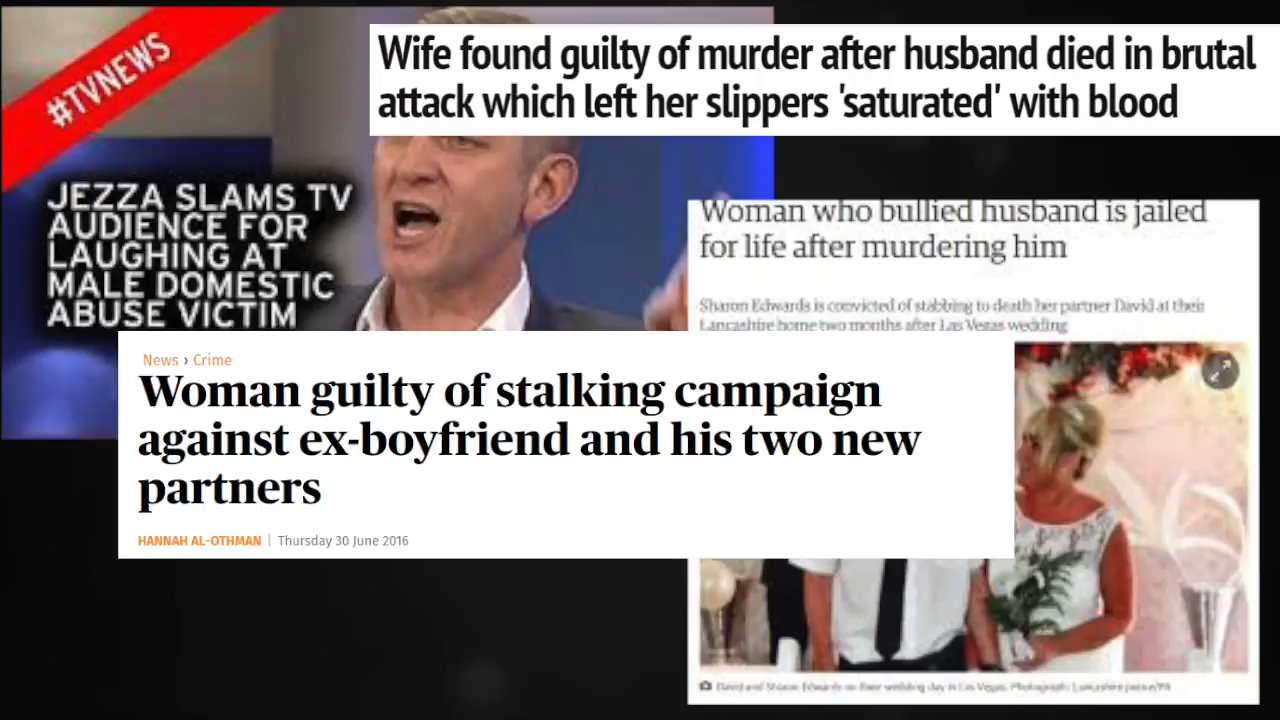 #TVNEWS
JEZZA SLAMS TV
AUDIENCE FOR
LAUGHING AT
MALE DOMESTIC
ABUSE VICTIM
Wife found guilty of murder after husband died in brutal
attack which left her slippers 'saturated' with blood
Woman who bullied husband is jailed
for life after murdering him
Sharon Edwards is convicted of stabbing to death her partner David at their
Lancashire home two months after Las Vegas wedding
News › Crime
Woman guilty of stalking campaign
against ex-boyfriend and his two new
partners
HANNAH AL-OTHMAN | Thursday 30 June 2016
David and Sharon Edwards on their wedding day in Las Vegas. Photograph: Lancashire police/PA